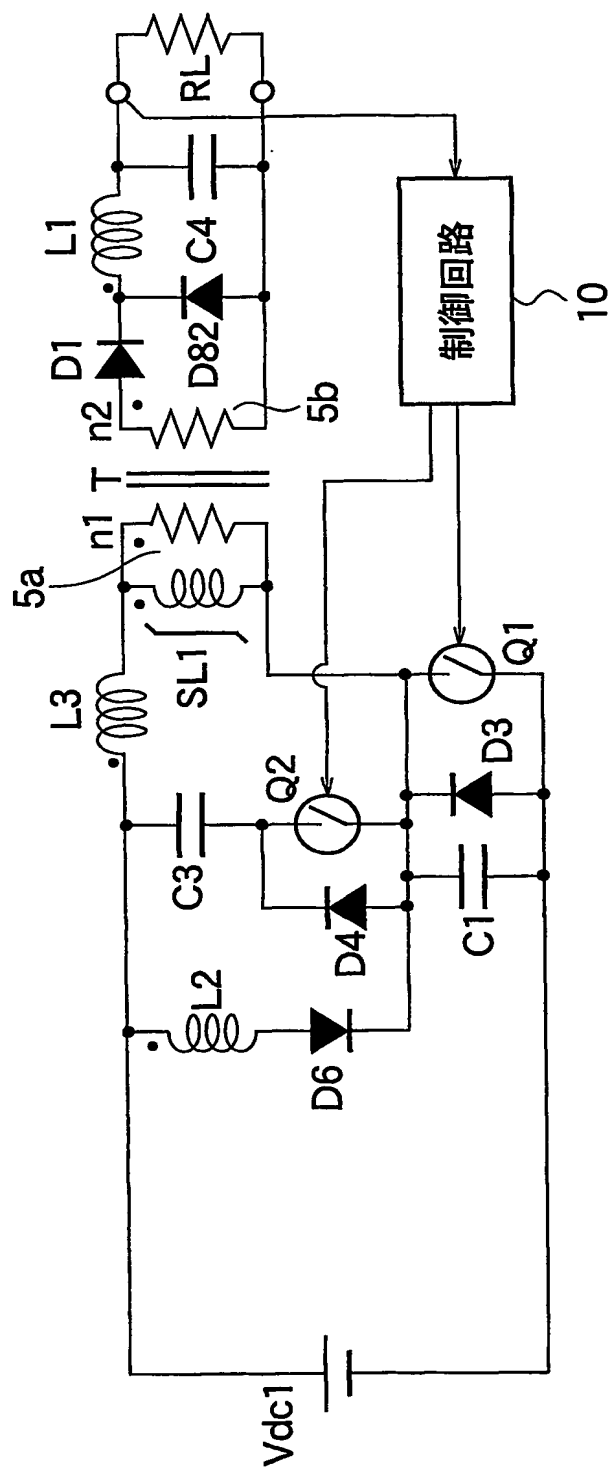 Vdc1
L2
D6
C3
D4
Q2
C1
D3
Q1
L3
SL1
5a
n1
T
n2
5b
D1
D82
L1
C4
RL
制御回路
10